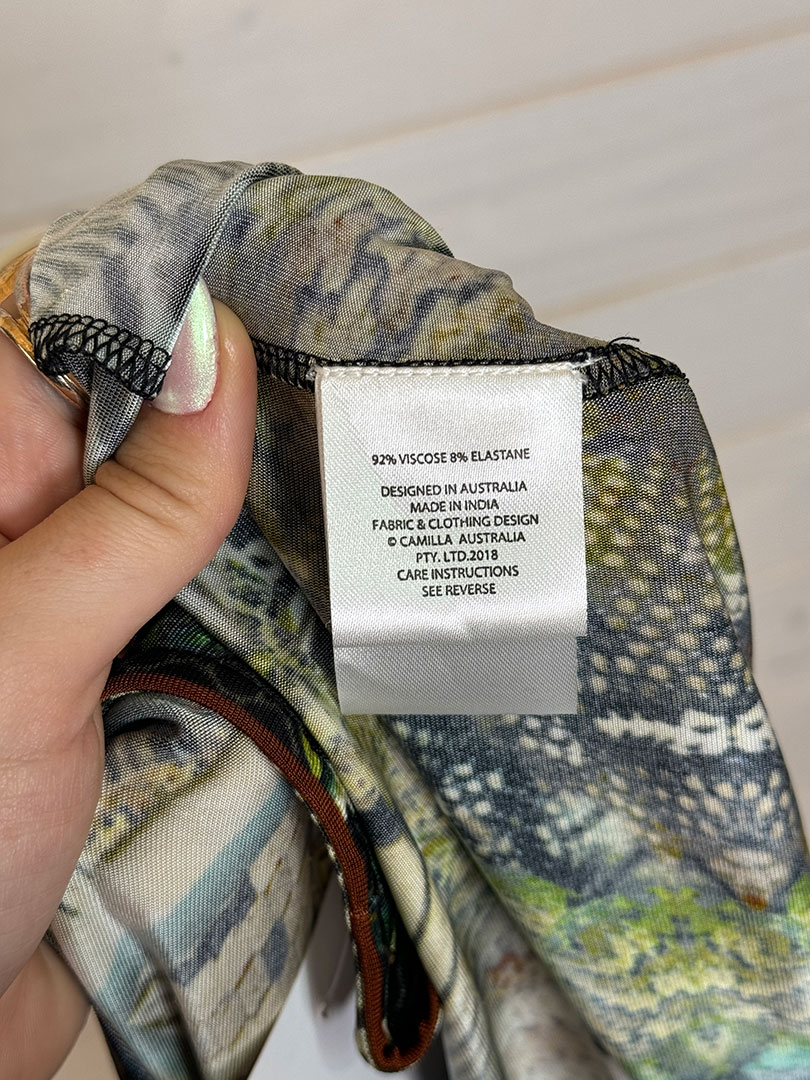 92% VISCOSE 8% ELASTANE
DESIGNED IN AUSTRALIA
MADE IN INDIA
FABRIC & CLOTHING DESIGN
© CAMILLA AUSTRALIA
PTY. LTD.2018
CARE INSTRUCTIONS
SEE REVERSE